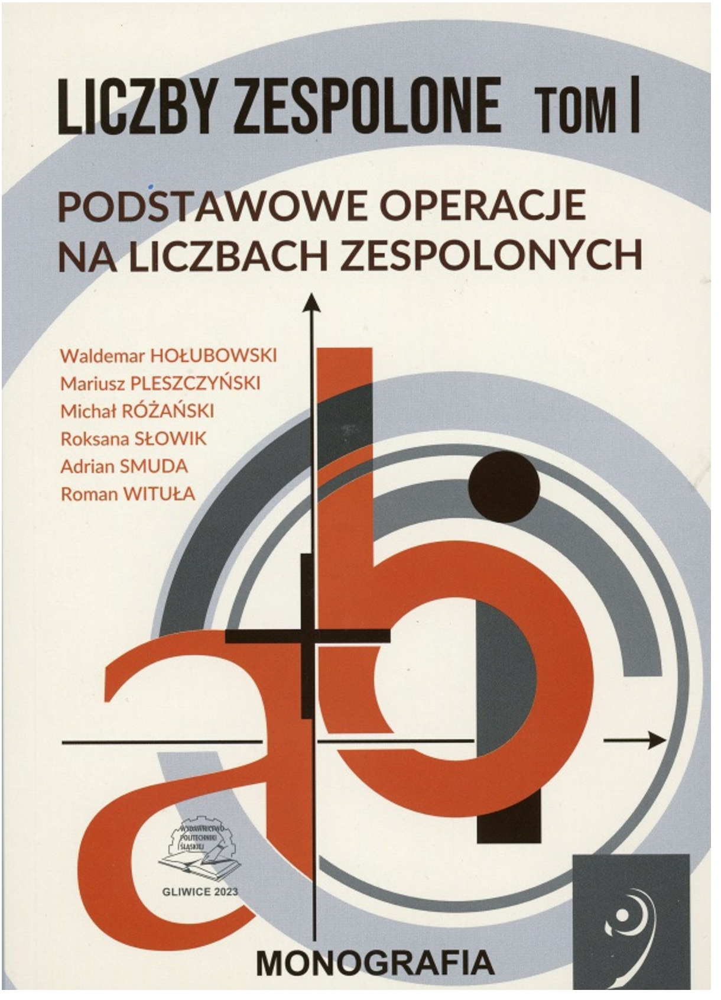 LICZBY ZESPOLONE TOM I
PODSTAWOWE OPERACJE
NA LICZBACH ZESPOLONYCH
Waldemar HOŁUBOWSKI
Mariusz PLESZCZYŃSKI
Michał RÓŻAŃSKI
Roksana SŁOWIK
Adrian SMUDA
Roman WITUŁA
a + bi
WYDAWNICTWO
POLITECHNIKI
ŚLĄSKIEJ
GLIWICE 2023
MONOGRAFIA